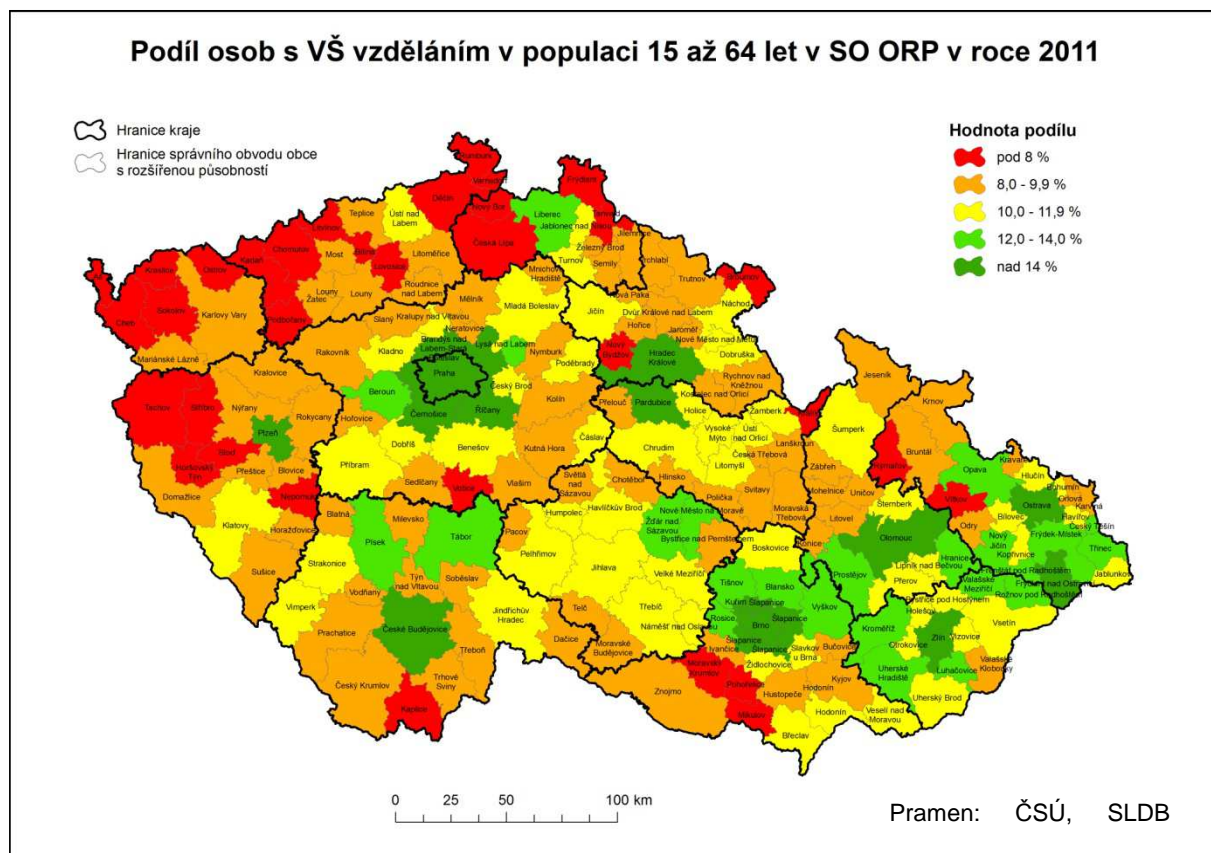 Podíl osob s VŠ vzděláním v populaci 15 až 64 let v SO ORP v roce 2011
Hranice kraje
Hranice správního obvodu obce
s rozšířenou působností
Hodnota podílu
pod 8 %
8,0 - 9,9 %
10,0 - 11,9 %
12,0 - 14,0 %
nad 14 %
Rumburk
Varnsdorf
Děčín
Frýdlant
Nový Bor
Liberec
Jablonec nad Nisou
Tanvald
Jilemnice
Teplice
Ústí nad
Labem
Litvínov
Česká Lípa
Železný Brod
Semily
Turnov
Vrchlabí
Trutnov
Chomutov
Kadaň
Most
Bílina
Lovosice
Litoměřice
Roudnice
nad Labem
Mnichovo
Hradiště
Kraslice
Ostrov
Sokolov
Cheb
Karlovy Vary
Mariánské Lázně
Podbořany
Louny
Žatec
Louny
Mělník
Mladá Boleslav
Jičín
Nová Paka
Dvůr Králové nad Labem
Hořice
Jaroměř
Náchod
Nové Město nad Metují
Dobruška
Slaný
Kralupy nad Vltavou
Neratovice
Brandýs nad
Labem-Stará
Boleslav
Lysá nad Labem
Nymburk
Poděbrady
Nový
Bydžov
Hradec
Králové
Rychnov nad
Kněžnou
Kostelec nad Orlicí
Rakovník
Kladno
Praha
Český Brod
Kolín
Přelouč
Pardubice
Holice
Žamberk
Jeseník
Krnov
Kralovice
Beroun
Černošice
Říčany
Tachov
Stříbro
Nýřany
Rokycany
Hořovice
Plzeň
Dobříš
Benešov
Kutná Hora
Čáslav
Chrudim
Vysoké
Mýto
Ústí
nad Orlicí
Lanškroun
Česká Třebová
Litomyšl
Šumperk
Bruntál
Rýmařov
Opava
Kravaře
Hlučín
Stod
Horšovský
Týn
Přeštice
Blovice
Příbram
Sedlčany
Votice
Vlašim
Světlá
nad
Sázavou
Chotěboř
Hlinsko
Polička
Svitavy
Moravská
Třebová
Zábřeh
Mohelnice
Uničov
Litovel
Šternberk
Vítkov
Bohumín
Orlová
Karviná
Ostrava
Havířov
Český Těšín
Bílovec
Domažlice
Nepomuk
Klatovy
Horažďovice
Blatná
Milevsko
Písek
Tábor
Pacov
Humpolec
Havlíčkův Brod
Nové Město na Moravě
Žďár nad
Sázavou
Bystřice nad Pernštejnem
Konice
Olomouc
Odry
Nový
Jičín
Kopřivnice
Frýdek-Místek
Třinec
Jablunkov
Pelhřimov
Jihlava
Boskovice
Prostějov
Hranice
Lipník nad Bečvou
Přerov
Frenštát pod Radhoštěm
Frýdlant nad Ostravicí
Valašské
Meziříčí
Rožnov pod Radhoštěm
Strakonice
Sušice
Vodňany
Týn
nad Vltavou
Soběslav
Velké Meziříčí
Tišnov
Blansko
Kuřim
Šlapanice
Vyškov
Bystřice pod Hostýnem
Holešov
Vsetín
Vimperk
Prachatice
České Budějovice
Jindřichův
Hradec
Telč
Třebíč
Náměšť nad Oslavou
Rosice
Brno
Šlapanice
Šlapanice
Šlapanice
Kroměříž
Zlín
Vizovice
Otrokovice
Luhačovice
Valašské
Klobouky
Třeboň
Dačice
Moravské
Budějovice
Ivančice
Slavkov
u Brna
Bučovice
Židlochovice
Uherské
Hradiště
Uherský Brod
Český Krumlov
Trhové
Sviny
Kaplice
Moravský
Krumlov
Pohořelice
Znojmo
Hustopeče
Hodonín
Kyjov
Mikulov
Hodonín
Veselí nad
Moravou
Břeclav
0 25 50 100 km
Pramen: ČSÚ, SLDB